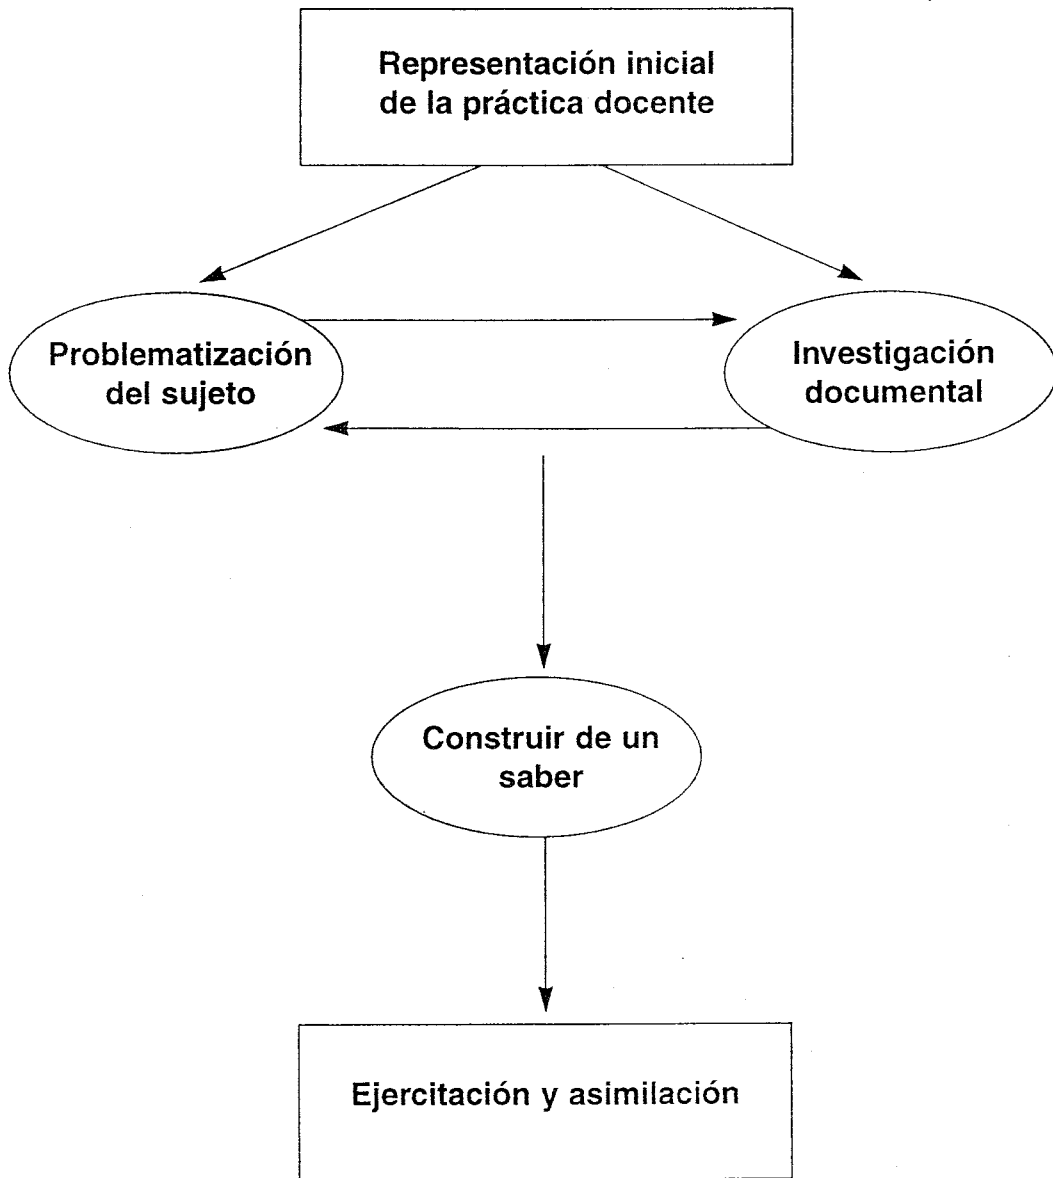 Representación inicial
de la práctica docente
Problematización
del sujeto
Investigación
documental
Construir de un
saber
Ejercitación y asimilación